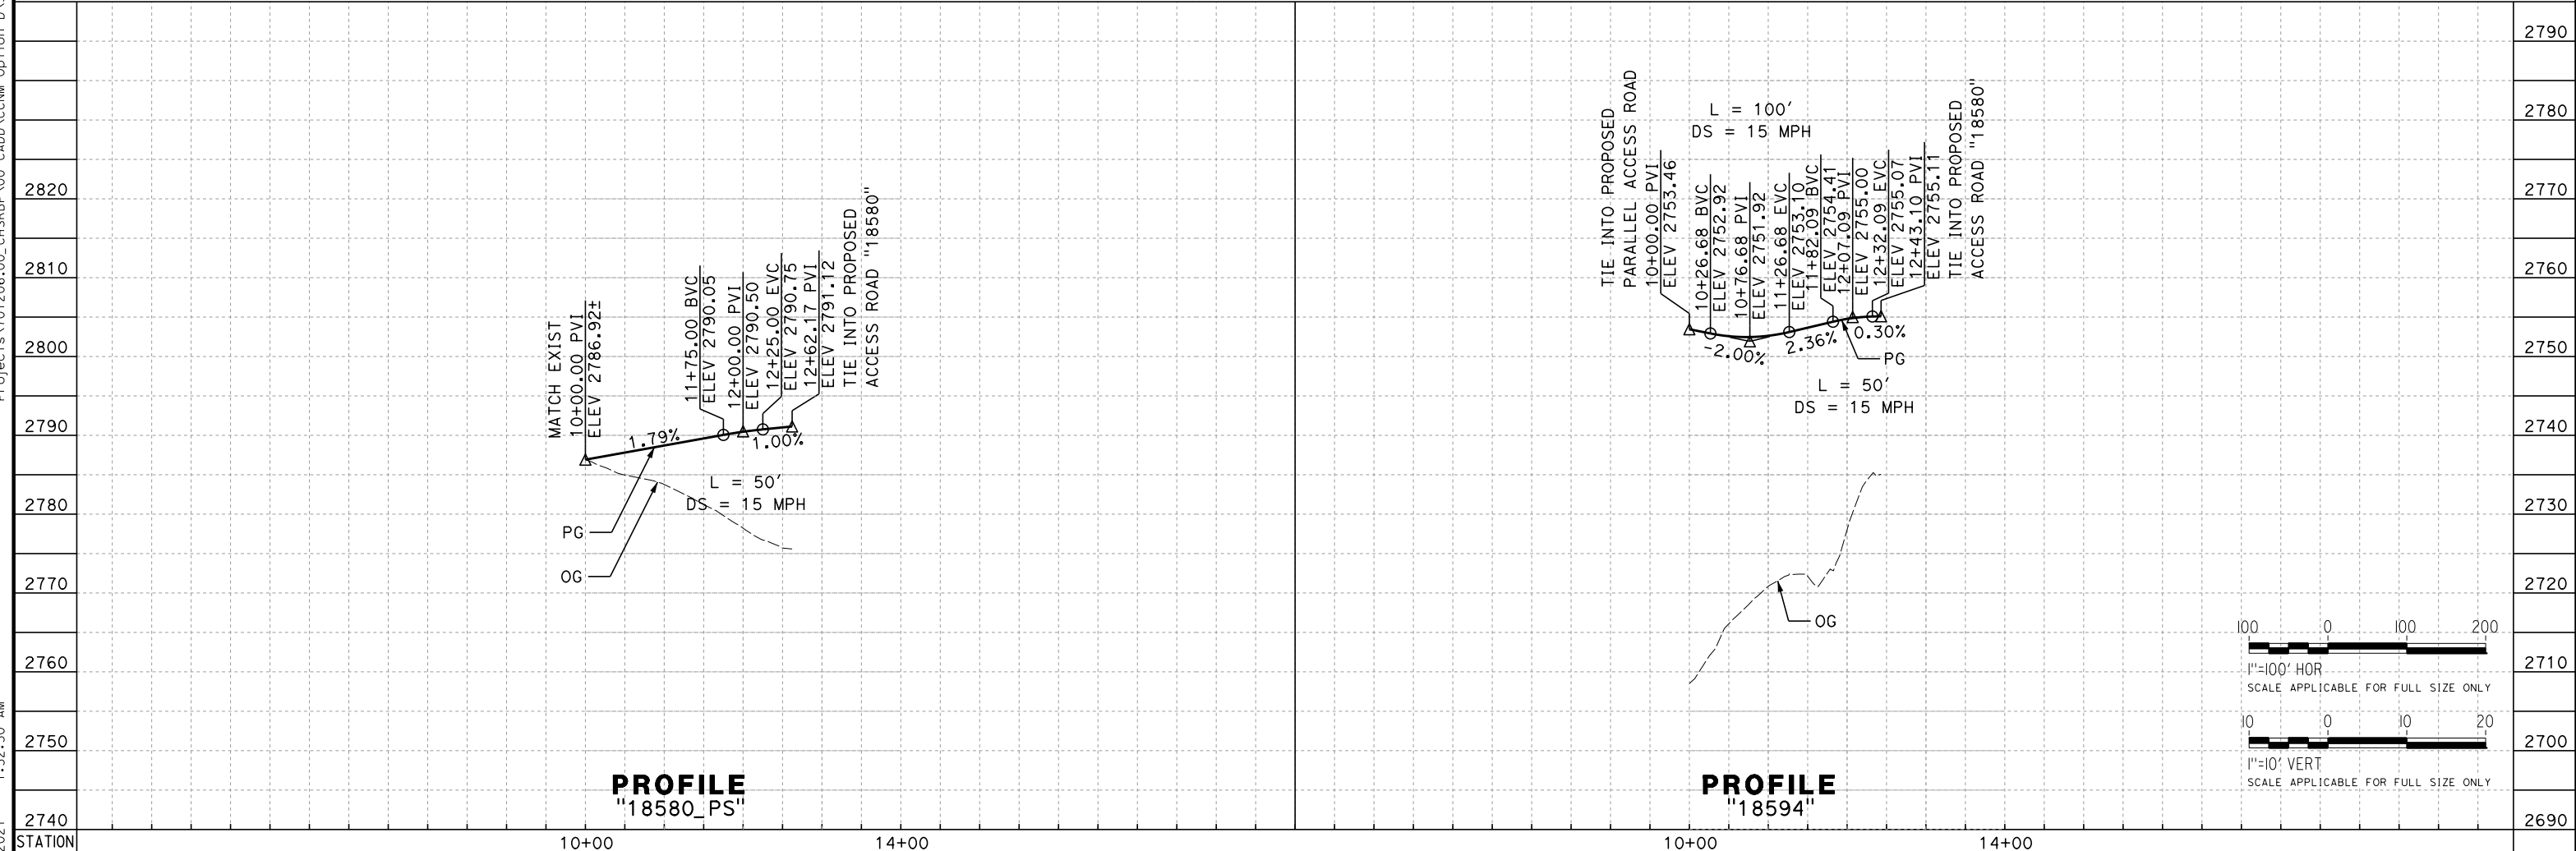 2820
2810
2800
2790
2780
2770
2760
2750
2740
STATION
MATCH EXIST
10+00.00 PVI
ELEV 2786.92±
11+75.00 BVC
ELEV 2790.05
12+00.00 PVI
ELEV 2790.50
12+25.00 EVC
ELEV 2790.75
12+62.17 PVI
ELEV 2791.12
TIE INTO PROPOSED
ACCESS ROAD "18580"
1.79%
1.00%
L = 50'
DS = 15 MPH
PG
OG
PROFILE
"18580_PS"
10+00
14+00
TIE INTO PROPOSED
PARALLEL ACCESS ROAD
10+00.00 PVI
ELEV 2753.46
L = 100'
DS = 15 MPH
10+26.68 BVC
ELEV 2752.92
10+76.68 PVI
ELEV 2751.92
11+26.68 EVC
ELEV 2753.10
11+82.09 BVC
ELEV 2754.41
12+07.09 PVI
ELEV 2755.00
12+32.09 EVC
ELEV 2755.07
12+43.10 PVI
ELEV 2755.11
TIE INTO PROPOSED
ACCESS ROAD "18580"
-2.00%
2.36%
0.30%
PG
L = 50'
DS = 15 MPH
OG
PROFILE
"18594"
10+00
14+00
100 0 100 200
1"=100' HOR
SCALE APPLICABLE FOR FULL SIZE ONLY
10 0 10 20
1"=10' VERT
SCALE APPLICABLE FOR FULL SIZE ONLY
2790
2780
2770
2760
2750
2740
2730
2720
2710
2700
2690